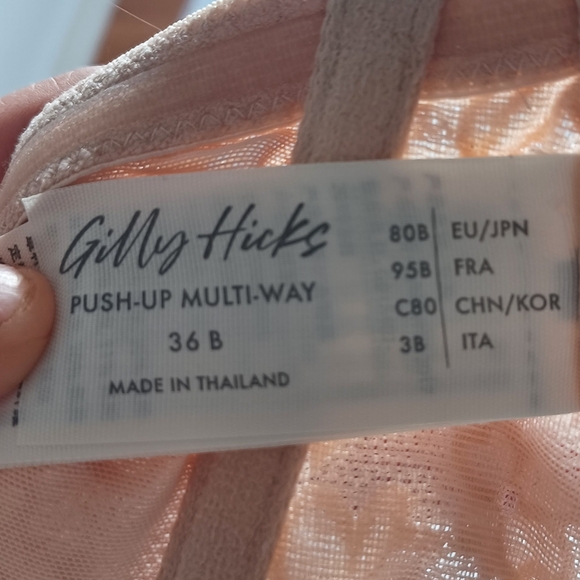 Gilly Hicks
PUSH-UP MULTI-WAY
36 B
MADE IN THAILAND
80B | EU/JPN
95B | FRA
C80 | CHN/KOR
3B | ITA